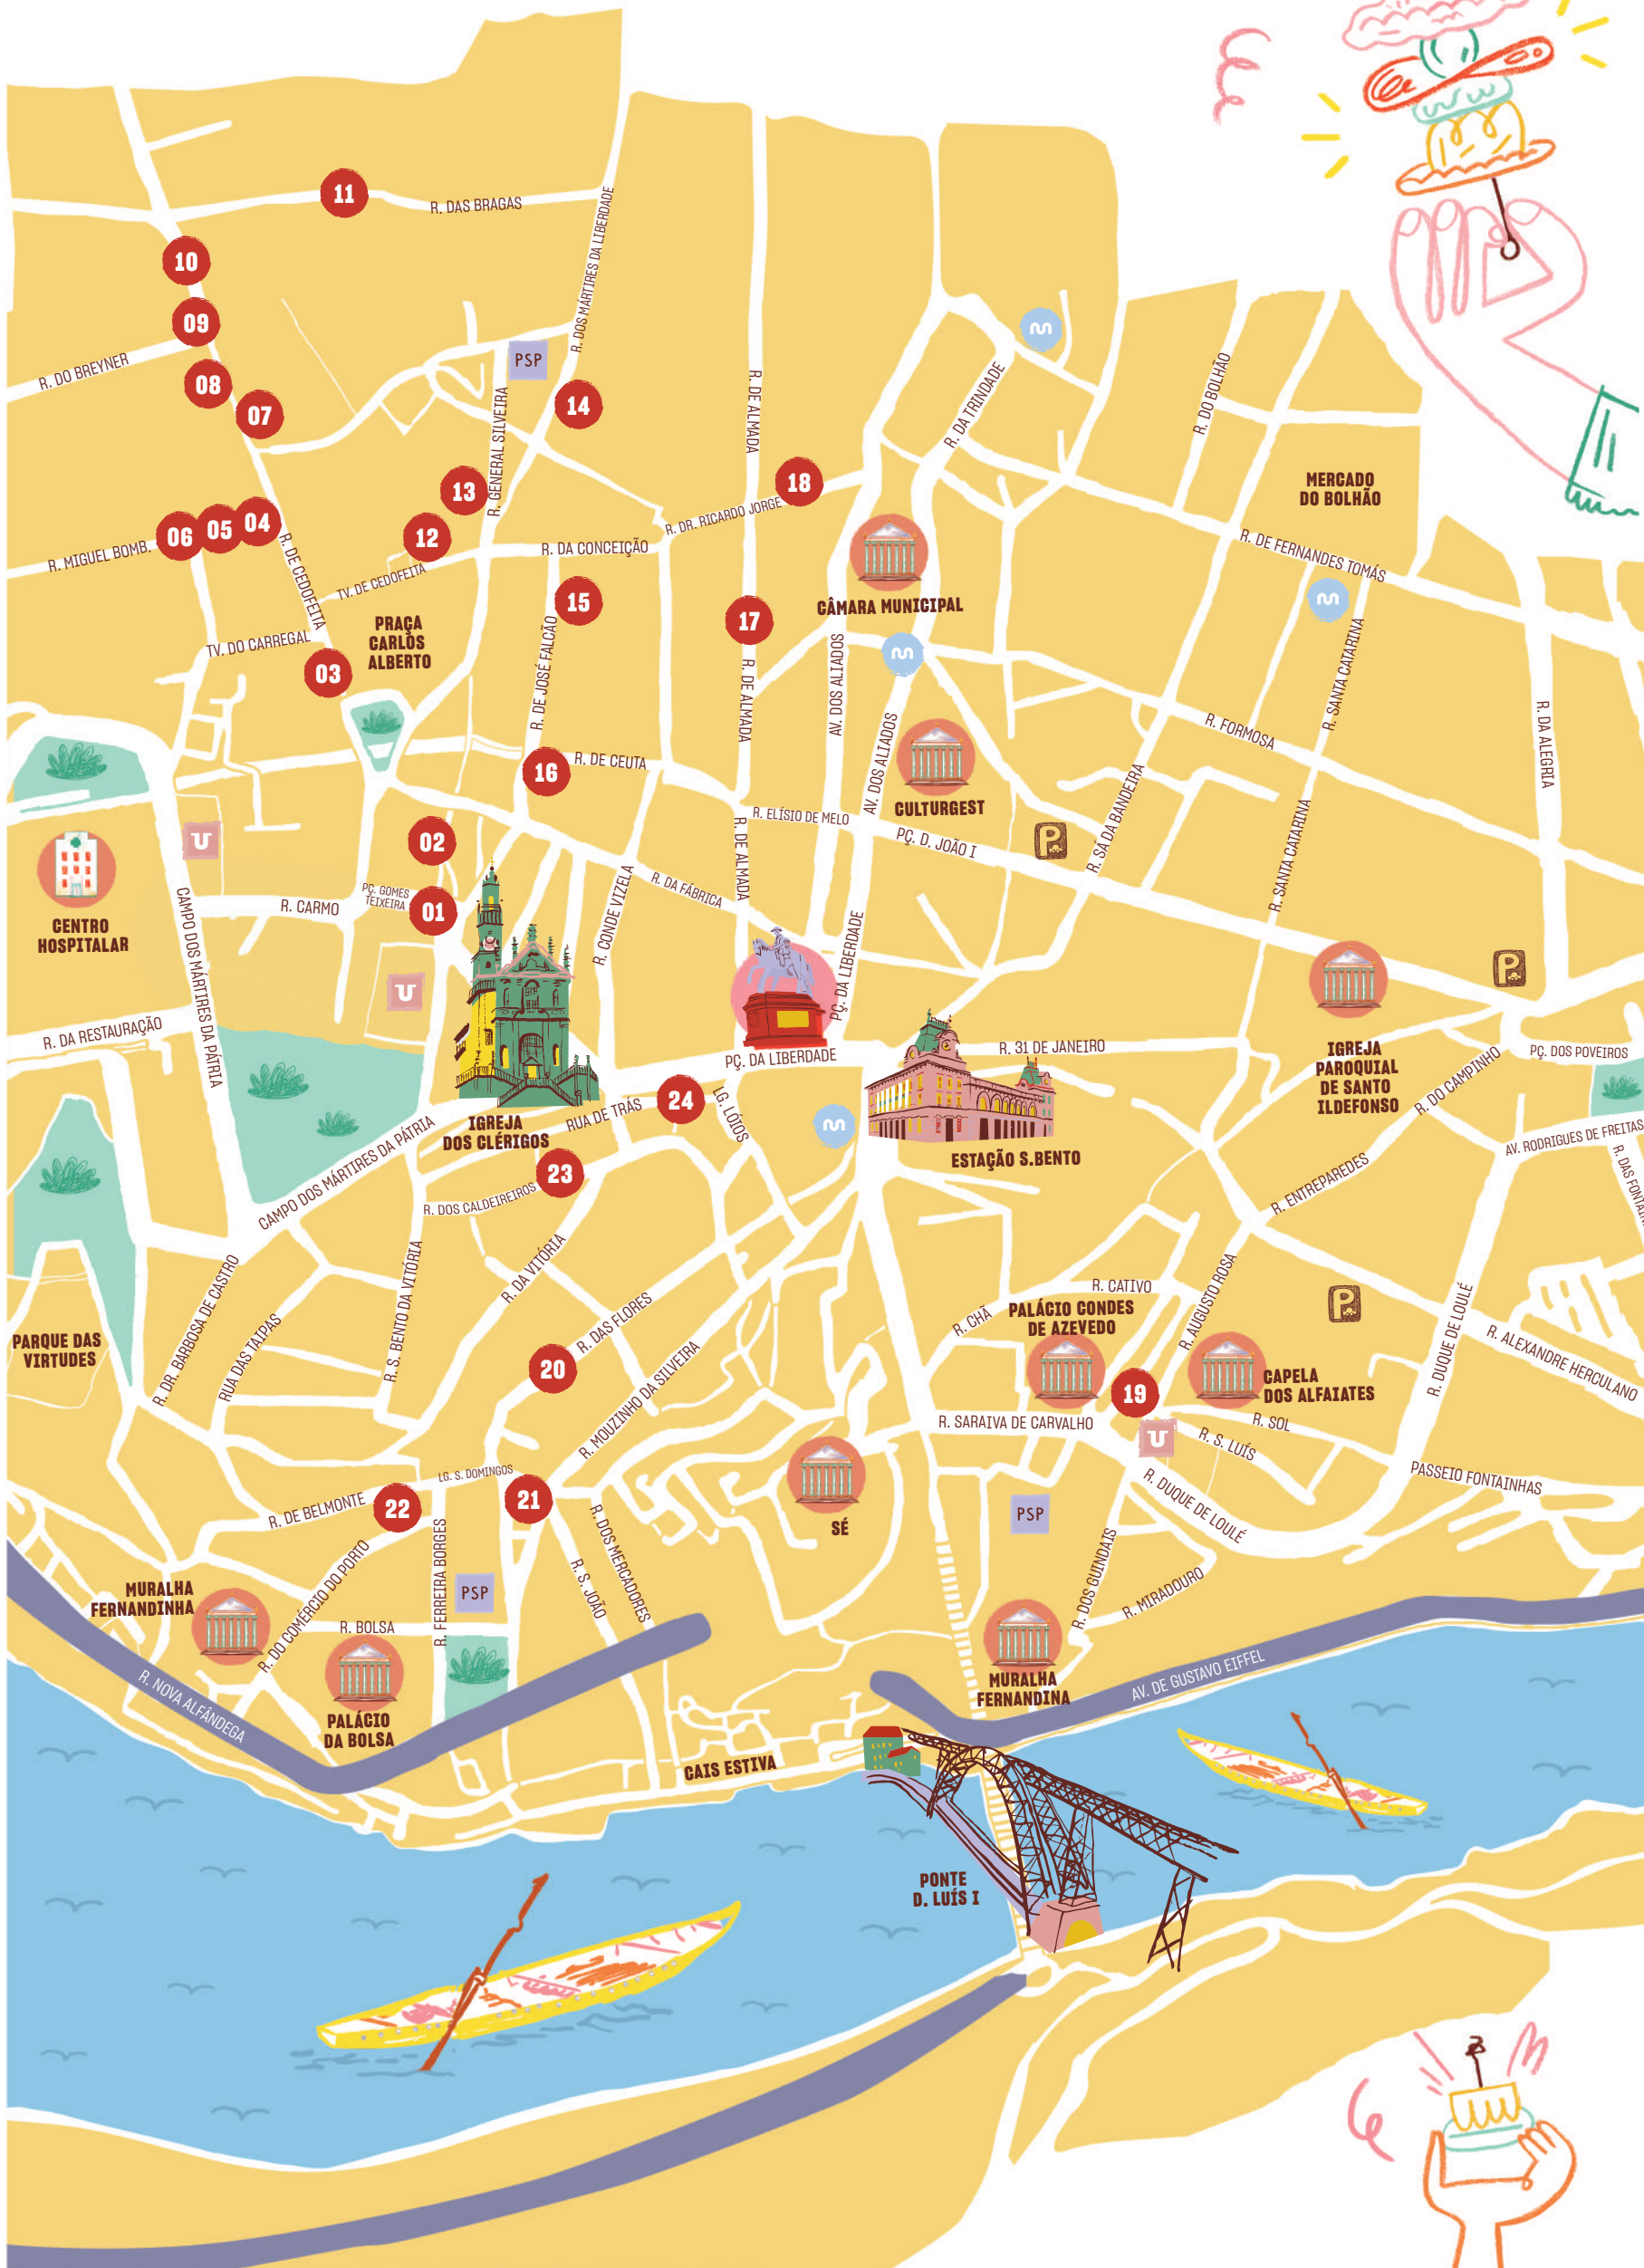 11
R. DAS BRAGAS
R. DOS MÁRTIRES DA LIBERDADE
10
09
R. DO BREYNER
08
07
PSP
14
R. GENERAL SILVEIRA
R. DE ALMADA
R. DA TRINDADE
R. DO BOLHÃO
MERCADO
DO BOLHÃO
13
18
R. DR. RICARDO JORGE
06
05
04
12
R. MIGUEL BOMB.
R. DE CEDOFEITA
TV. DE CEDOFEITA
R. DA CONCEIÇÃO
R. DE FERNANDES TOMÁS
CÂMARA MUNICIPAL
15
17
PRAÇA
CARLOS
ALBERTO
TV. DO CARREGAL
03
R. DE JOSÉ FALCÃO
R. DE ALMADA
AV. DOS ALIADOS
AV. DOS ALIADOS
R. SANTA CATARINA
R. FORMOSA
R. DA ALEGRIA
16
R. DE CEUTA
CULTURGEST
R. ELÍSIO DE MELO
PÇ. D. JOÃO I
P
R. SÁ DA BANDEIRA
R. SANTA CATARINA
U
02
CENTRO
HOSPITALAR
R. CARMO
PÇ. GOMES
TEIXEIRA
01
CAMPO DOS MÁRTIRES DA PÁTRIA
R. CONDE VIZELA
R. DA FÁBRICA
R. DE ALMADA
PÇ. DA LIBERDADE
U
P
R. DA RESTAURAÇÃO
PÇ. DA LIBERDADE
R. 31 DE JANEIRO
IGREJA
PAROQUIAL
DE SANTO
ILDEFONSO
PÇ. DOS POVEIROS
R. DO CAMPINHO
IGREJA
DOS CLÉRIGOS
RUA DE TRÁS
24
LG. LÓIOS
ESTAÇÃO S.BENTO
AV. RODRIGUES DE FREITAS
CAMPO DOS MÁRTIRES DA PÁTRIA
23
R. DOS CALDEIREIROS
R. ENTREPAREDES
R. DR. BARBOSA DE CASTRO
RUA DAS TAIPAS
R. S. BENTO DA VITÓRIA
R. DA VITÓRIA
PARQUE DAS
VIRTUDES
R. DAS FLORES
20
R. MOUZINHO DA SILVEIRA
R. CATIVO
R. CHÃ
PALÁCIO CONDES
DE AZEVEDO
R. AUGUSTO ROSA
P
19
CAPELA
DOS ALFAIATES
R. DUQUE DE LOULÉ
R. ALEXANDRE HERCULANO
R. SARAIVA DE CARVALHO
U
R. SOL
R. S. LUÍS
PASSEIO FONTAINHAS
LG. S. DOMINGOS
R. DE BELMONTE
22
21
SÉ
PSP
R. DUQUE DE LOULÉ
R. DOS MERCADORES
R. S. JOÃO
R. FERREIRA BORGES
PSP
R. DO COMÉRCIO DO PORTO
R. BOLSA
MURALHA
FERNANDINHA
R. DOS GUINDAIS
R. MIRADOURO
PALÁCIO
DA BOLSA
R. NOVA ALFÂNDEGA
MURALHA
FERNANDINA
AV. DE GUSTAVO EIFFEL
CAIS ESTIVA
PONTE
D. LUÍS I